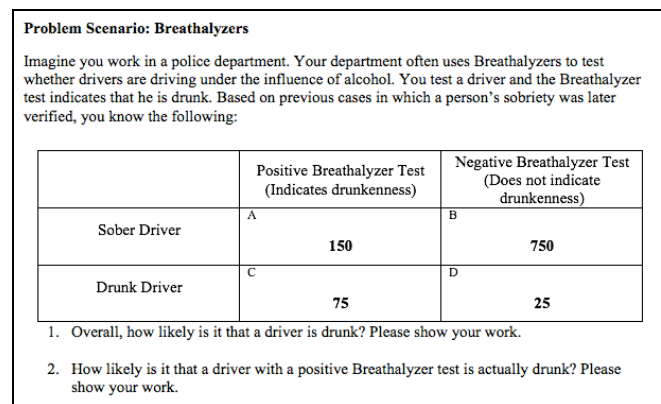 Problem Scenario: Breathalyzers
Imagine you work in a police department. Your department often uses Breathalyzers to test
whether drivers are driving under the influence of alcohol. You test a driver and the Breathalyzer
test indicates that he is drunk. Based on previous cases in which a person's sobriety was later
verified, you know the following:
Positive Breathalyzer Test
(Indicates drunkenness)
Negative Breathalyzer Test
(Does not indicate
drunkenness)
Sober Driver
A
150
B
750
Drunk Driver
C
75
D
25
1. Overall, how likely is it that a driver is drunk? Please show your work.
2. How likely is it that a driver with a positive Breathalyzer test is actually drunk? Please
show your work.